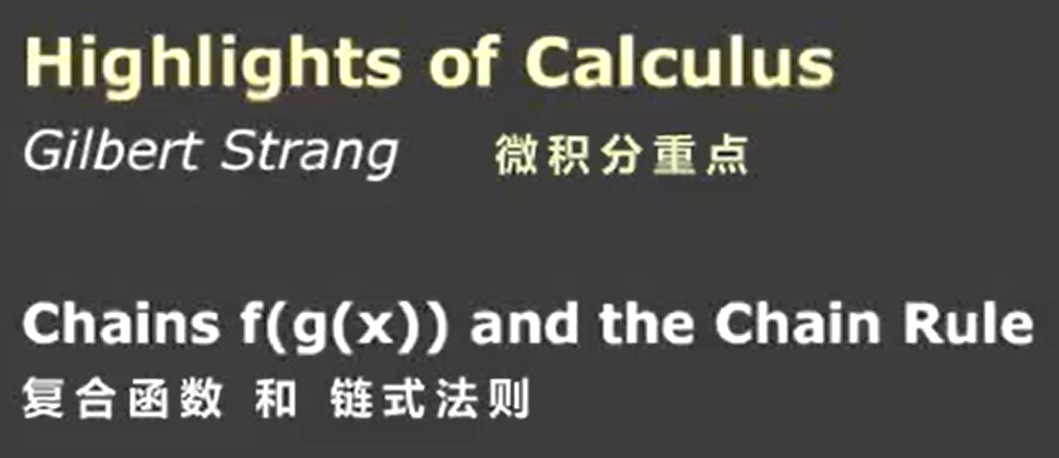 Highlights of Calculus
Gilbert Strang 微积分重点
Chains f(g(x)) and the Chain Rule
复合函数 和 链式法则